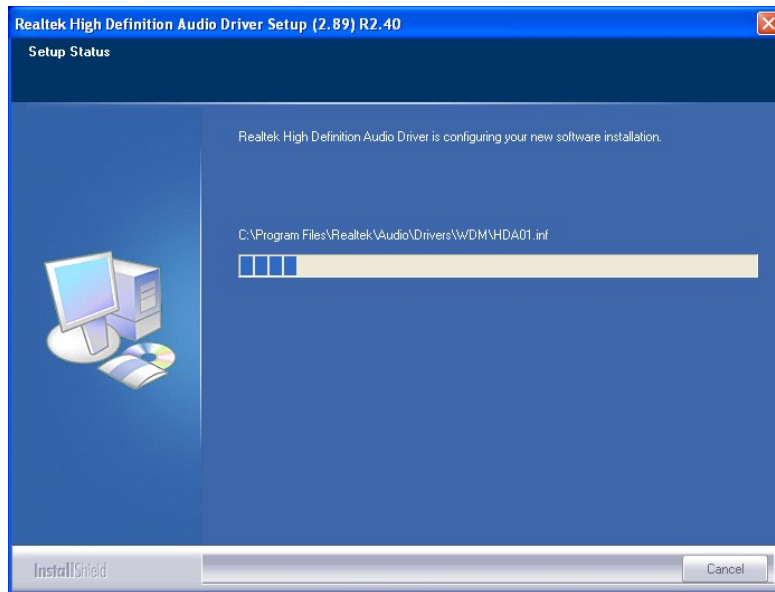 Realtek High Definition Audio Driver Setup (2.89) R2.40
Setup Status
Realtek High Definition Audio Driver is configuring your new software installation.
C:\Program Files\Realtek\Audio\Drivers\WDM\HDA01.inf
InstallShield
Cancel